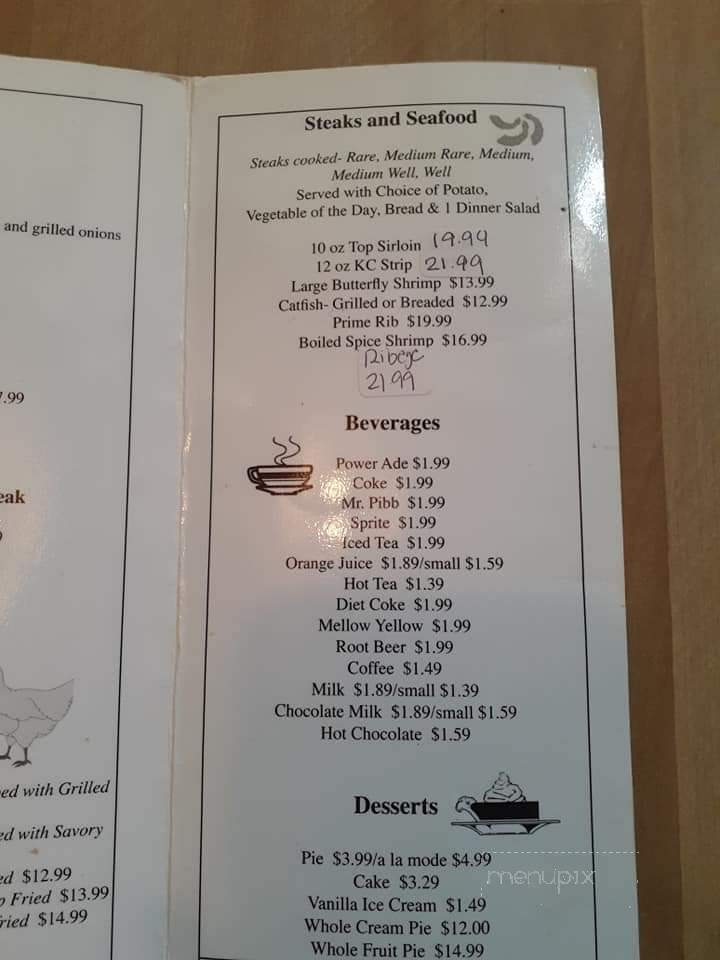 and grilled onions
.99
eak
ed with Grilled
ed with Savory
ed $12.99
Fried $13.99
ried $14.99
Steaks and Seafood
Steaks cooked- Rare, Medium Rare, Medium,
Medium Well, Well
Served with Choice of Potato,
Vegetable of the Day, Bread & 1 Dinner Salad
10 oz Top Sirloin 19.99
12 oz KC Strip 21.99
Large Butterfly Shrimp $13.99
Catfish- Grilled or Breaded $12.99
Prime Rib $19.99
Boiled Spice Shrimp $16.99
Ribeye
21 99
Beverages
Power Ade $1.99
Coke $1.99
Mr. Pibb $1.99
Sprite $1.99
Iced Tea $1.99
Orange Juice $1.89/small $1.59
Hot Tea $1.39
Diet Coke $1.99
Mellow Yellow $1.99
Root Beer $1.99
Coffee $1.49
Milk $1.89/small $1.39
Chocolate Milk $1.89/small $1.59
Hot Chocolate $1.59
Desserts
Pie $3.99/a la mode $4.99
Cake $3.29
Vanilla Ice Cream $1.49
Whole Cream Pie $12.00
Whole Fruit Pie $14.99
menupix